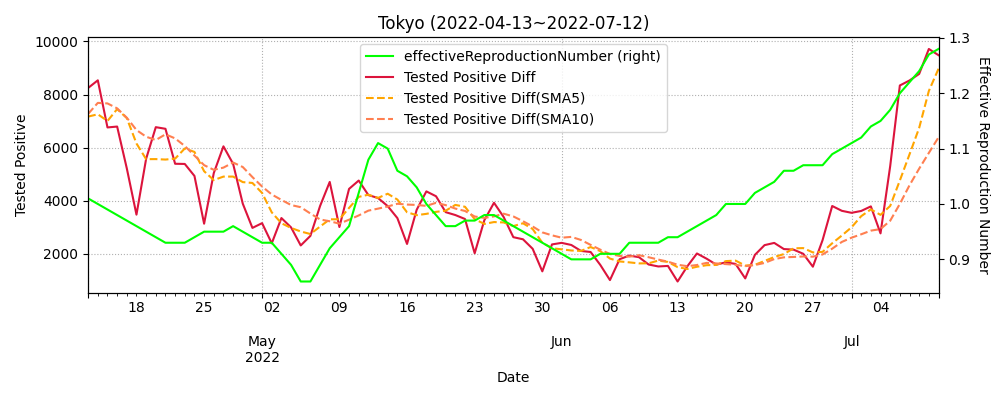 Tokyo (2022-04-13~2022-07-12)
effectiveReproductionNumber (right)
Tested Positive Diff
Tested Positive Diff(SMA5)
Tested Positive Diff(SMA10)
Tested Positive
10000
8000
6000
4000
2000
1.3
1.2
1.1
1.0
0.9
Effective Reproduction Number
18 25 02 09 16 23 30 06 13 20 27 04
May Jun Jul
2022
Date